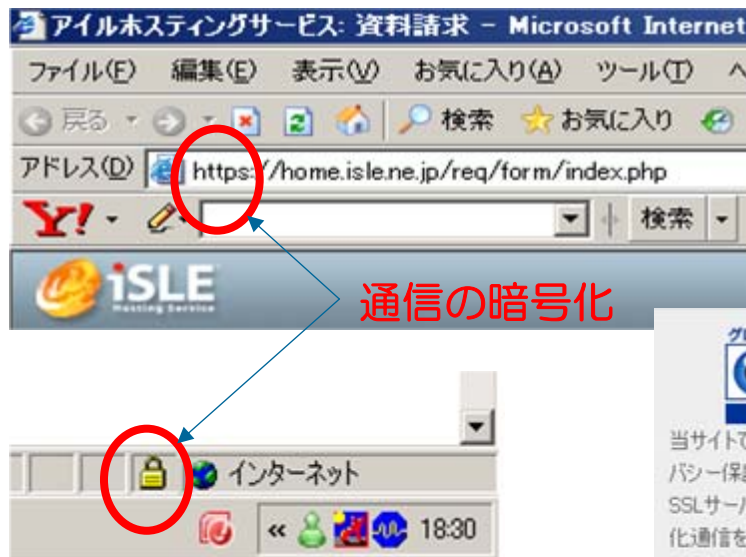 アイルホスティングサービス: 資料請求 - Microsoft Internet
ファイル(F) 編集(E) 表示(V) お気に入り(A) ツール(T) ヘ
戻る 検索 お気に入り
アドレス(D) https://home.isle.ne.jp/req/form/index.php
Y! 検索
iSLE
Hosting Service
通信の暗号化
インターネット
« 18:30
当サイトで
バシー保
SSLサーバ
化通信を